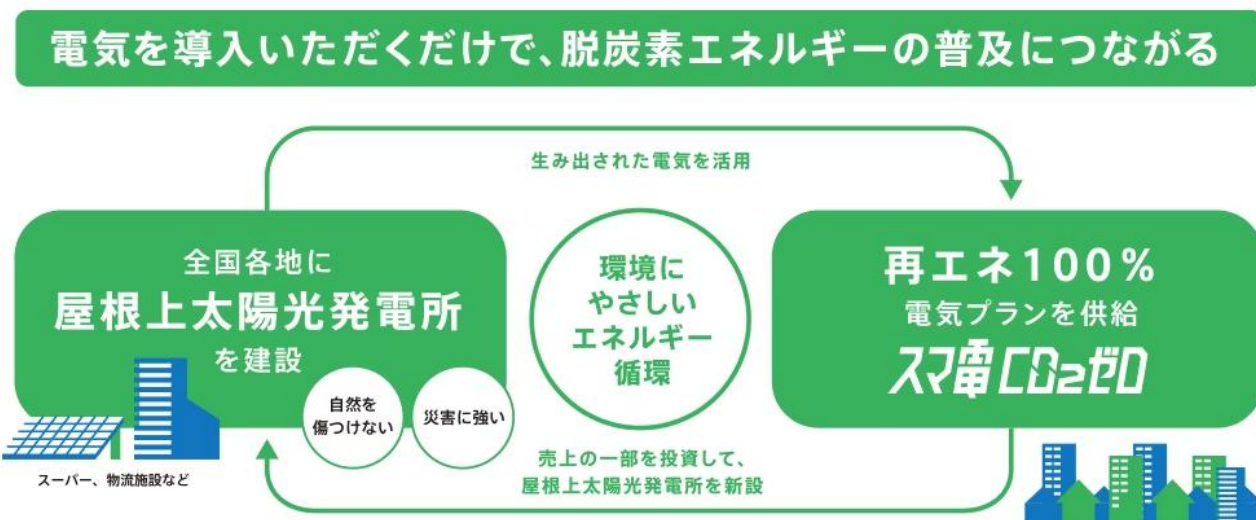 電気を導入いただくだけで、脱炭素エネルギーの普及につながる
生み出された電気を活用
全国各地に
屋根上太陽光発電所
を建設
自然を
傷つけない
災害に強い
スーパー、物流施設など
環境に
やさしい
エネルギー
循環
再エネ100%
電気プランを供給
スマ電CO2ゼロ
売上の一部を投資して、
屋根上太陽光発電所を新設